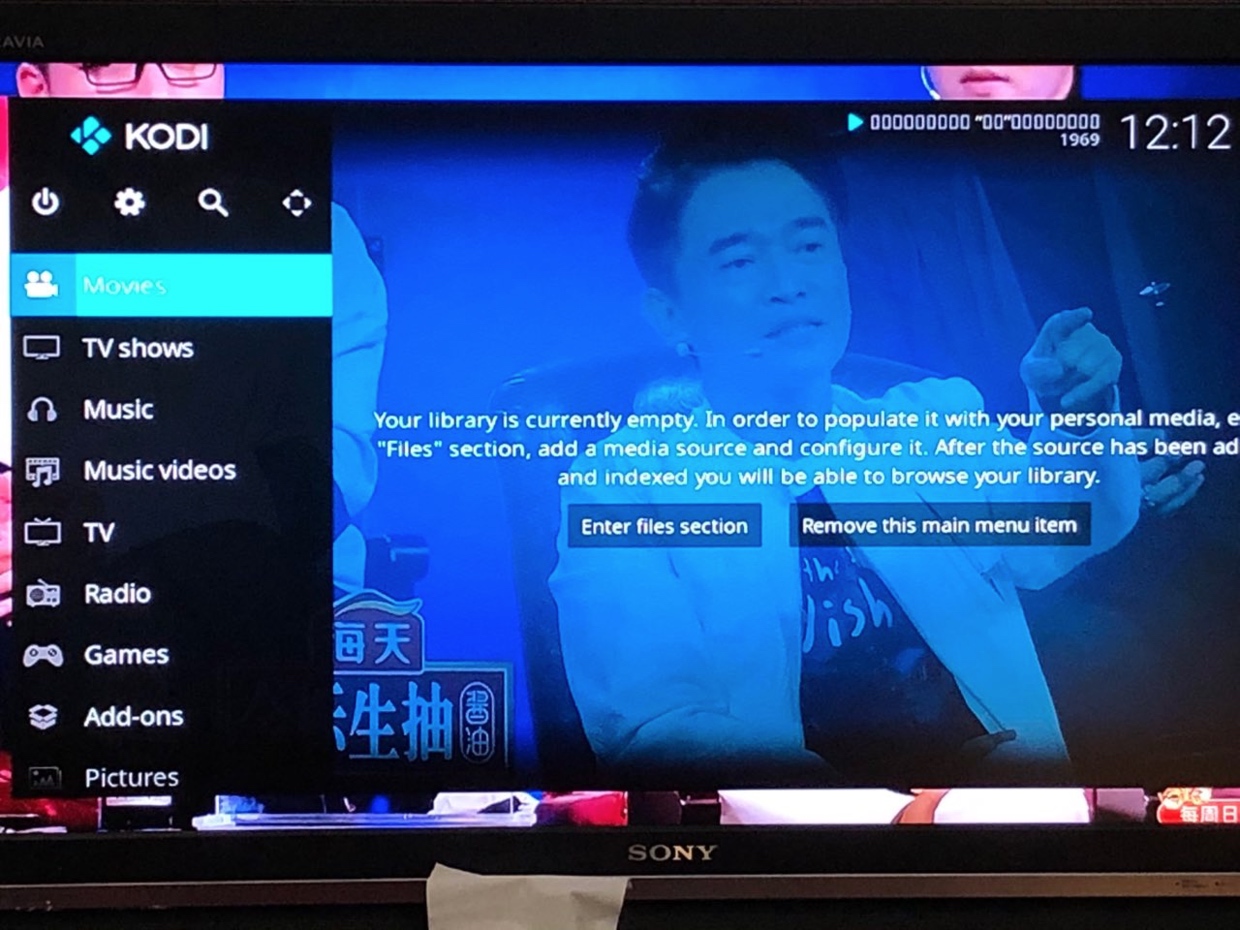 AVIA
KODI
"
"
1969
12:12
Movies
TV shows
Music
Music videos
TV
Radio
Games
Add-ons
Pictures
Your library is currently empty. In order to populate it with your personal media, e
"Files" section, add a media source and configure it. After the source has been ad
and indexed you will be able to browse your library.
Enter files section
Remove this main menu item
the
Wish
海天
生抽
酱油
每周日
SONY